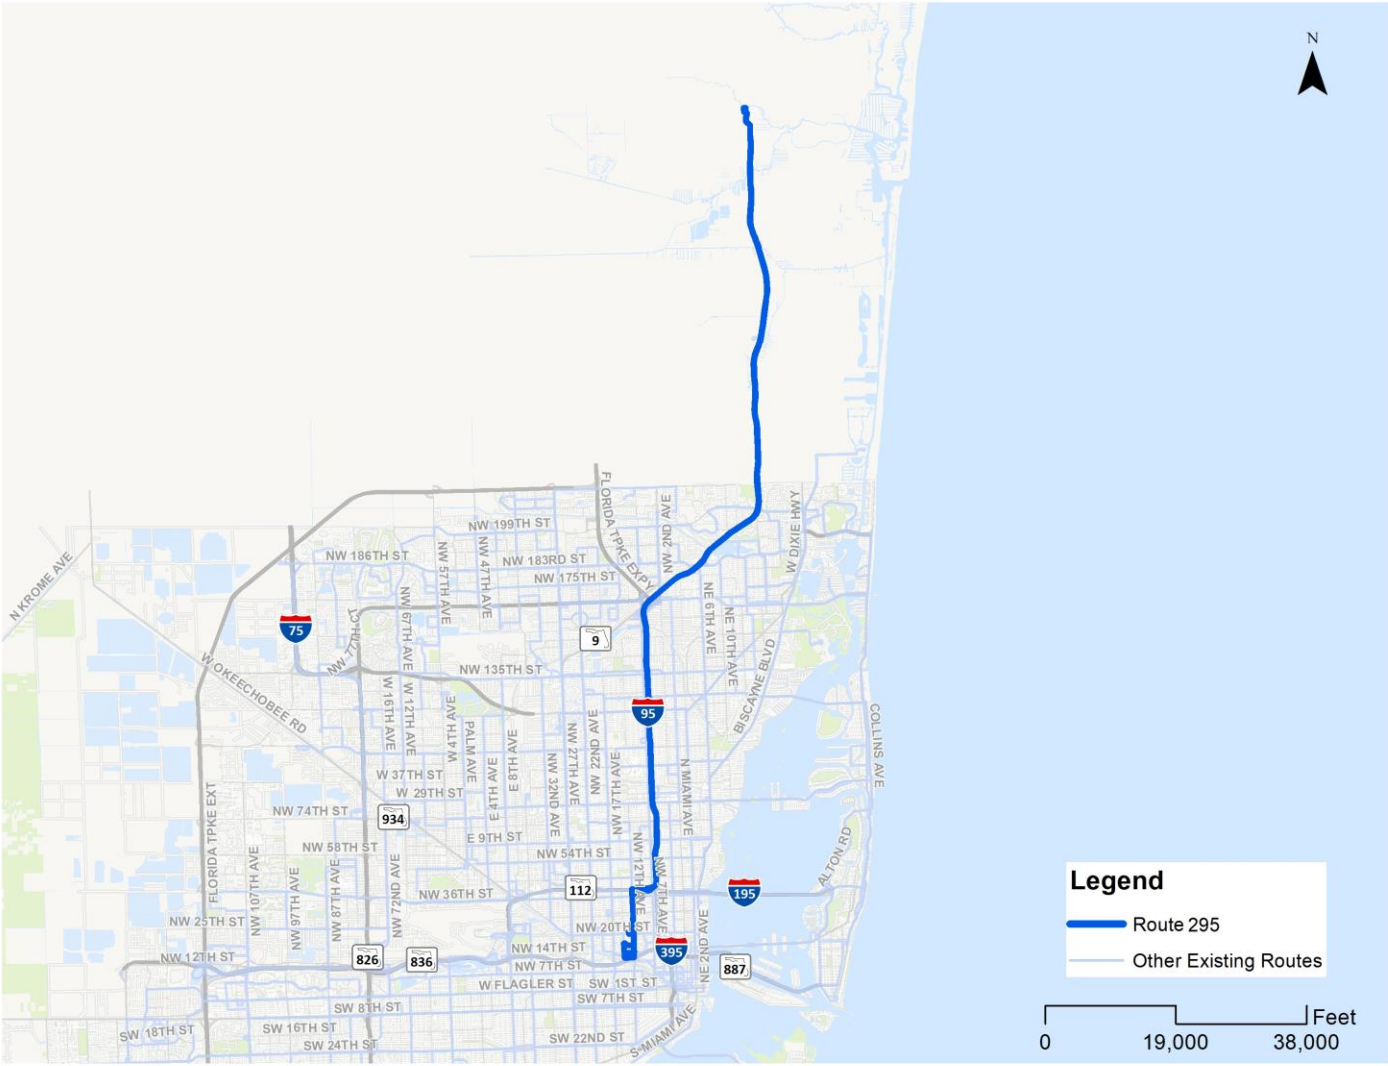 N
FLORIDA TPKE EXPY
NW 2ND AVE
W DIXIE HWY
NW 199TH ST
NW 186TH ST
NW 183RD ST
NW 175TH ST
NW 57TH AVE
NW 47TH AVE
N KROME AVE
NW 67TH AVE
NE 6TH AVE
NE 10TH AVE
75
NW 77TH CT
9
W OKEECHOBEE RD
NW 135TH ST
BISCAYNE BLVD
W 16TH AVE
W 12TH AVE
W 4TH AVE
PALM AVE
95
COLLINS AVE
E 8TH AVE
E 4TH AVE
NW 32ND AVE
NW 27TH AVE
NW 22ND AVE
NW 17TH AVE
N MIAMI AVE
W 37TH ST
W 29TH ST
FLORIDA TPKE EXT
NW 74TH ST
934
E 9TH ST
NW 58TH ST
NW 54TH ST
ALTON RD
NW 12TH AVE
NW 7TH AVE
NW 107TH AVE
NW 97TH AVE
NW 87TH AVE
NW 72ND AVE
NW 36TH ST
112
195
NW 25TH ST
NW 20TH ST
NE 2ND AVE
NW 14TH ST
395
NW 12TH ST
826
836
NW 7TH ST
887
W FLAGLER ST
SW 1ST ST
SW 7TH ST
SW 8TH ST
SW 18TH ST
SW 16TH ST
SW 24TH ST
SW 22ND ST
S MIAMI AVE
Legend
Route 295
Other Existing Routes
Feet
0 19,000 38,000